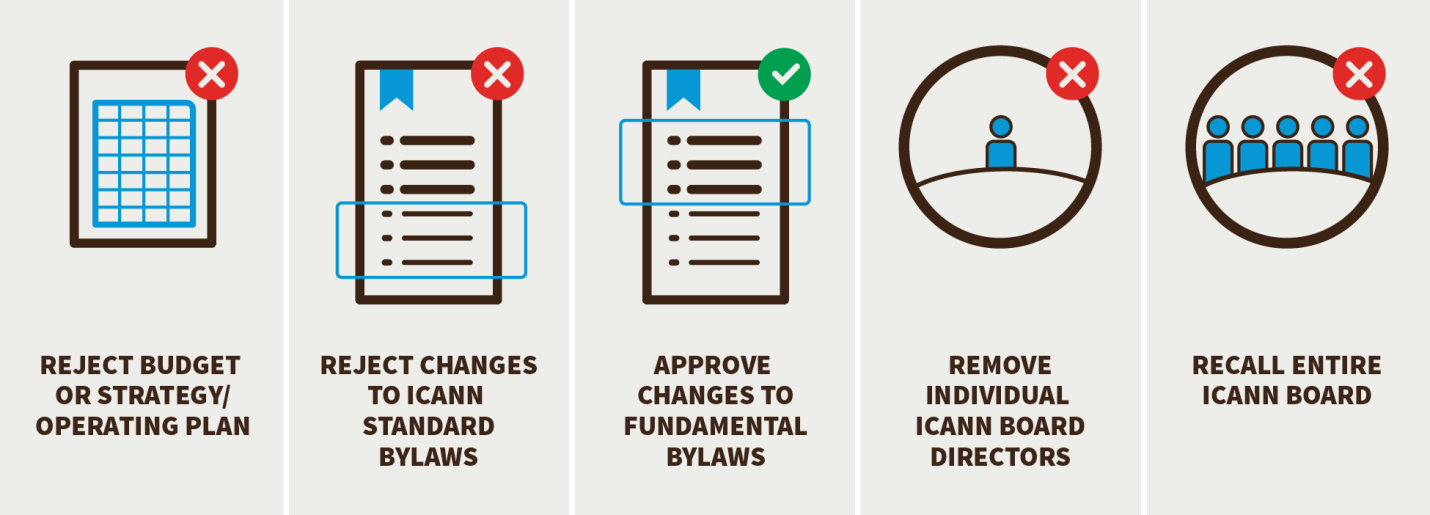 REJECT BUDGET
OR STRATEGY/
OPERATING PLAN
REJECT CHANGES
TO ICANN
STANDARD
BYLAWS
APPROVE
CHANGES TO
FUNDAMENTAL
BYLAWS
REMOVE
INDIVIDUAL
ICANN BOARD
DIRECTORS
RECALL ENTIRE
ICANN BOARD